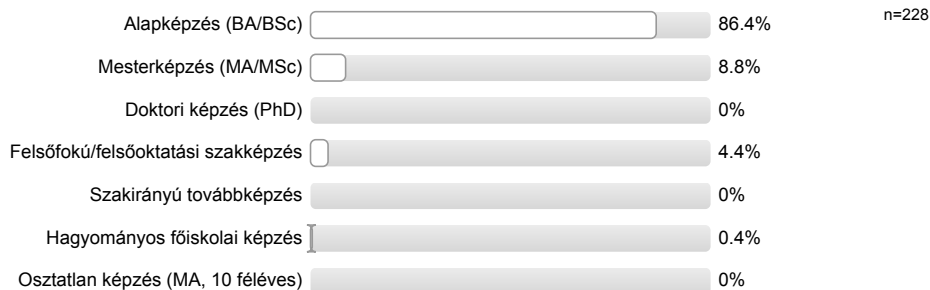 Alapképzés (BA/BSc) 86.4% n=228
Mesterképzés (MA/MSc) 8.8%
Doktori képzés (PhD) 0%
Felsőfokú/felsőoktatási szakképzés 4.4%
Szakirányú továbbképzés 0%
Hagyományos főiskolai képzés 0.4%
Osztatlan képzés (MA, 10 féléves) 0%